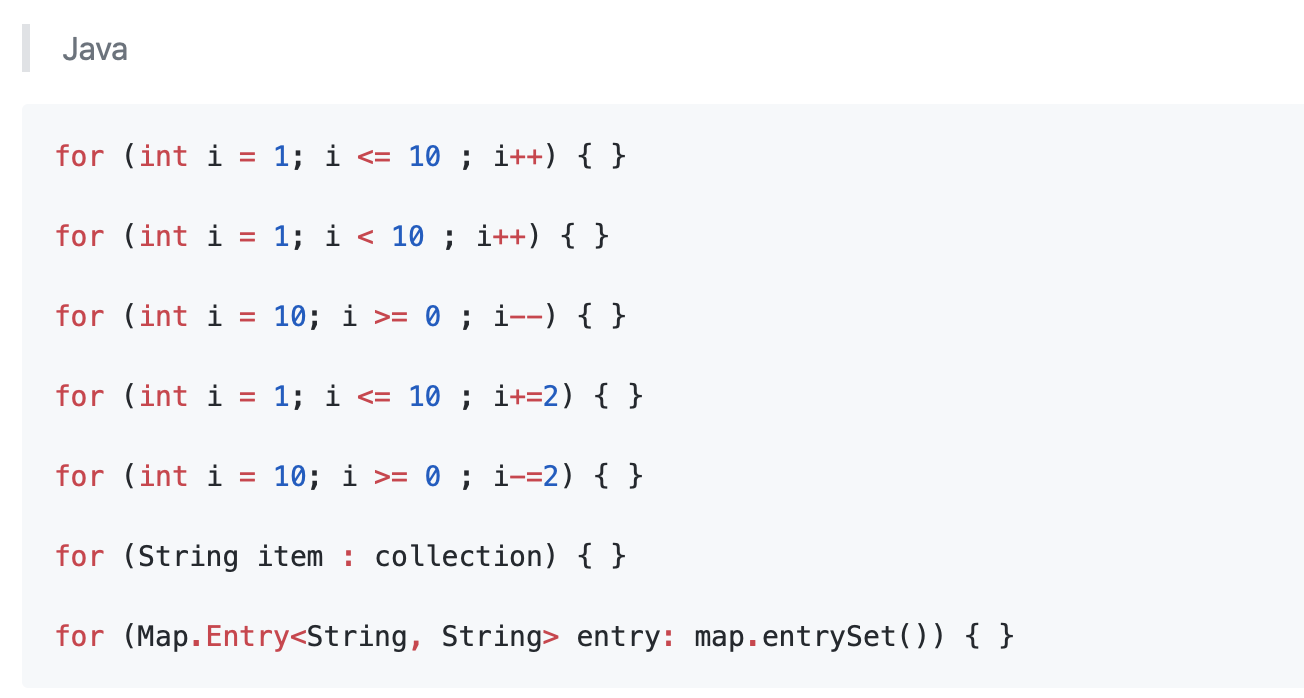 Java
for (int i = 1; i <= 10 ; i++) { }
for (int i = 1; i < 10 ; i++) { }
for (int i = 10; i >= 0 ; i--) { }
for (int i = 1; i <= 10 ; i+=2) { }
for (int i = 10; i >= 0 ; i-=2) { }
for (String item : collection) { }
for (Map.Entry<String, String> entry: map.entrySet()) { }